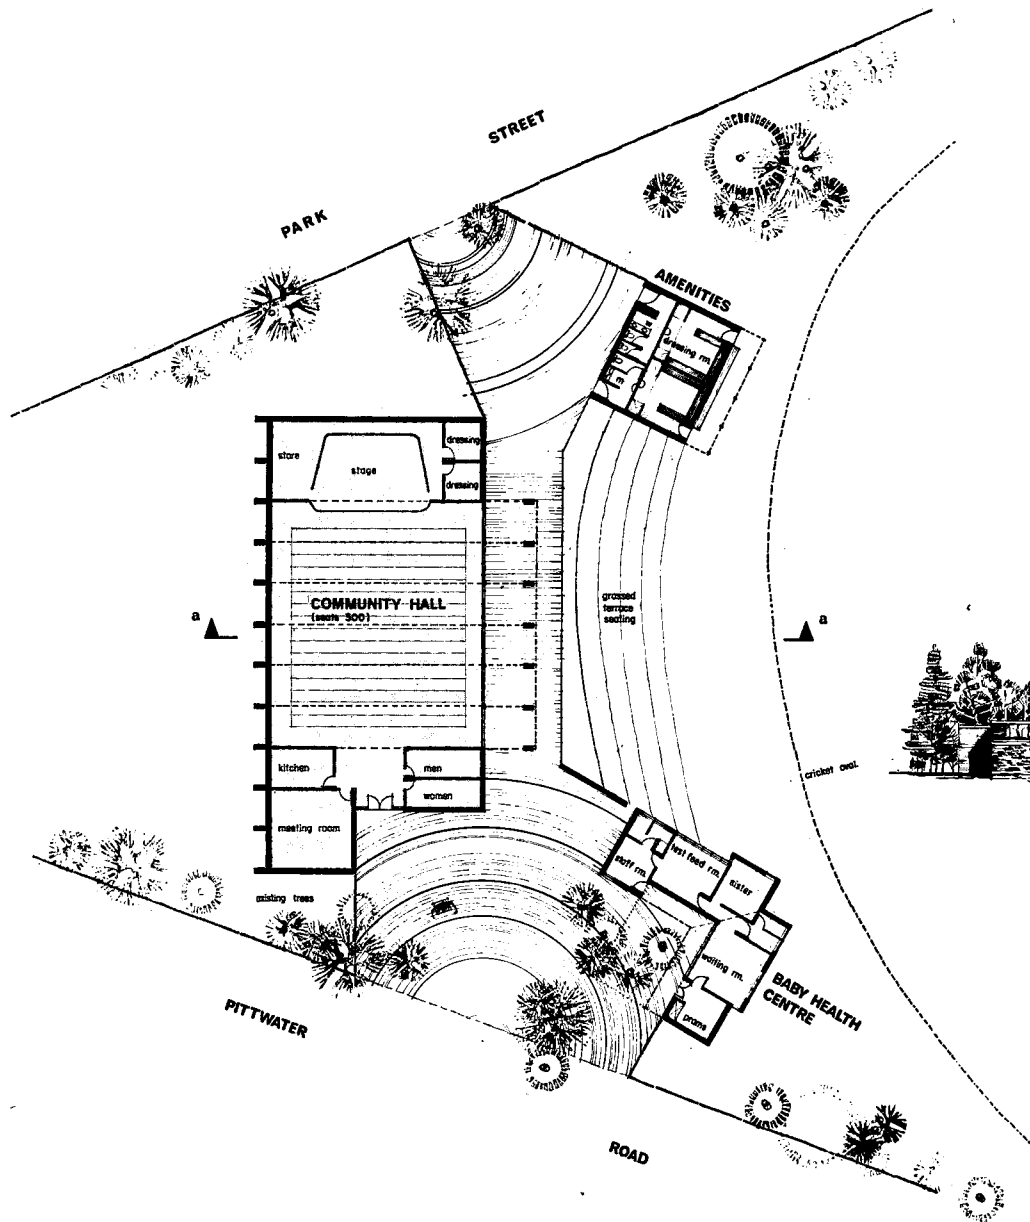 STREET
PARK
AMENITIES
dressing rm.
m
store
stage
dressing
dressing
COMMUNITY HALL
(seats 300)
a
a
grassed
terrace
seating
kitchen
men
women
meeting room
cricket oval
test feed rm.
staff rm.
sister
existing trees
waiting rm.
prams
BABY HEALTH
CENTRE
PITTWATER
ROAD